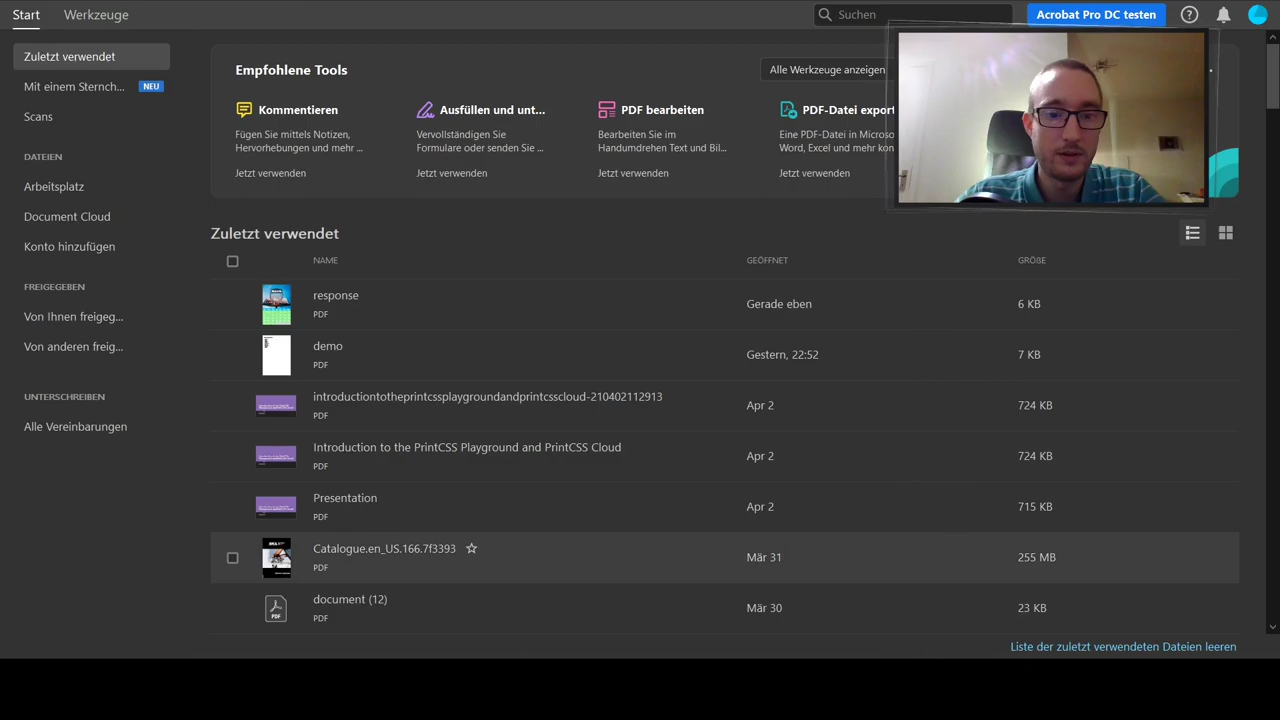 Start
Werkzeuge
Suchen
Acrobat Pro DC testen
Zuletzt verwendet
Mit einem Sternch...
NEU
Scans
DATEIEN
Arbeitsplatz
Document Cloud
Konto hinzufügen
FREIGEGEBEN
Von Ihnen freigeg...
Von anderen freig...
UNTERSCHREIBEN
Alle Vereinbarungen
Empfohlene Tools
Alle Werkzeuge anzeigen
Kommentieren
Fügen Sie mittels Notizen,
Hervorhebungen und mehr ...
Jetzt verwenden
Ausfüllen und unt...
Vervollständigen Sie
Formulare oder senden Sie ...
Jetzt verwenden
PDF bearbeiten
Bearbeiten Sie im
Handumdrehen Text und Bil...
Jetzt verwenden
PDF-Datei export
Eine PDF-Datei in Microso
Word, Excel und mehr kon
Jetzt verwenden
Zuletzt verwendet
NAME
GEÖFFNET
GRÖßE
response
PDF
Gerade eben
6 KB
demo
PDF
Gestern, 22:52
7 KB
introductiontotheprintcssplaygroundandprintcsscloud-210402112913
PDF
Apr 2
724 KB
Introduction to the PrintCSS Playground and PrintCSS Cloud
PDF
Apr 2
724 KB
Presentation
PDF
Apr 2
715 KB
Catalogue.en_US.166.7f3393
PDF
Mär 31
255 MB
document (12)
PDF
Mär 30
23 KB
Liste der zuletzt verwendeten Dateien leeren